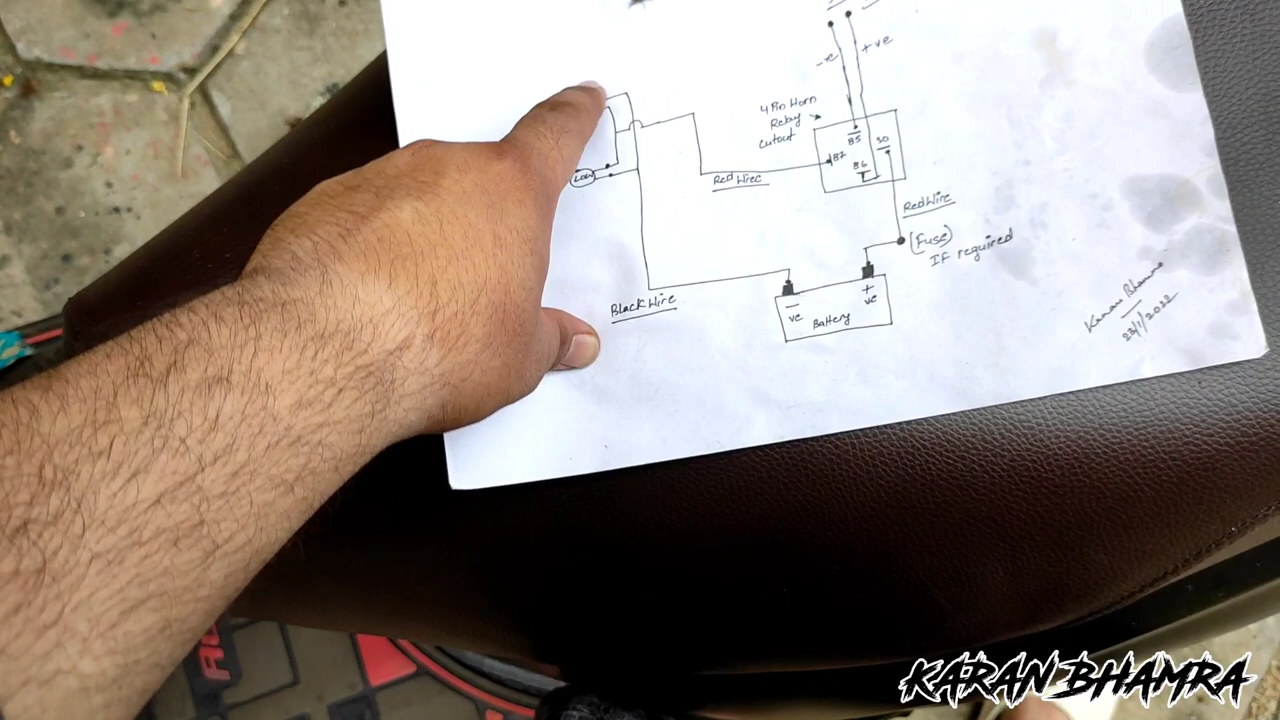 -ve
+ve
4 Pin Horn
Relay
Cutout
85
30
87
86
Low
Red Wire
Red Wire
(Fuse)
IF required
Black Wire
-
ve
+
ve
Battery
Karan Bhamra
23/1/2022
KARAN BHAMRA